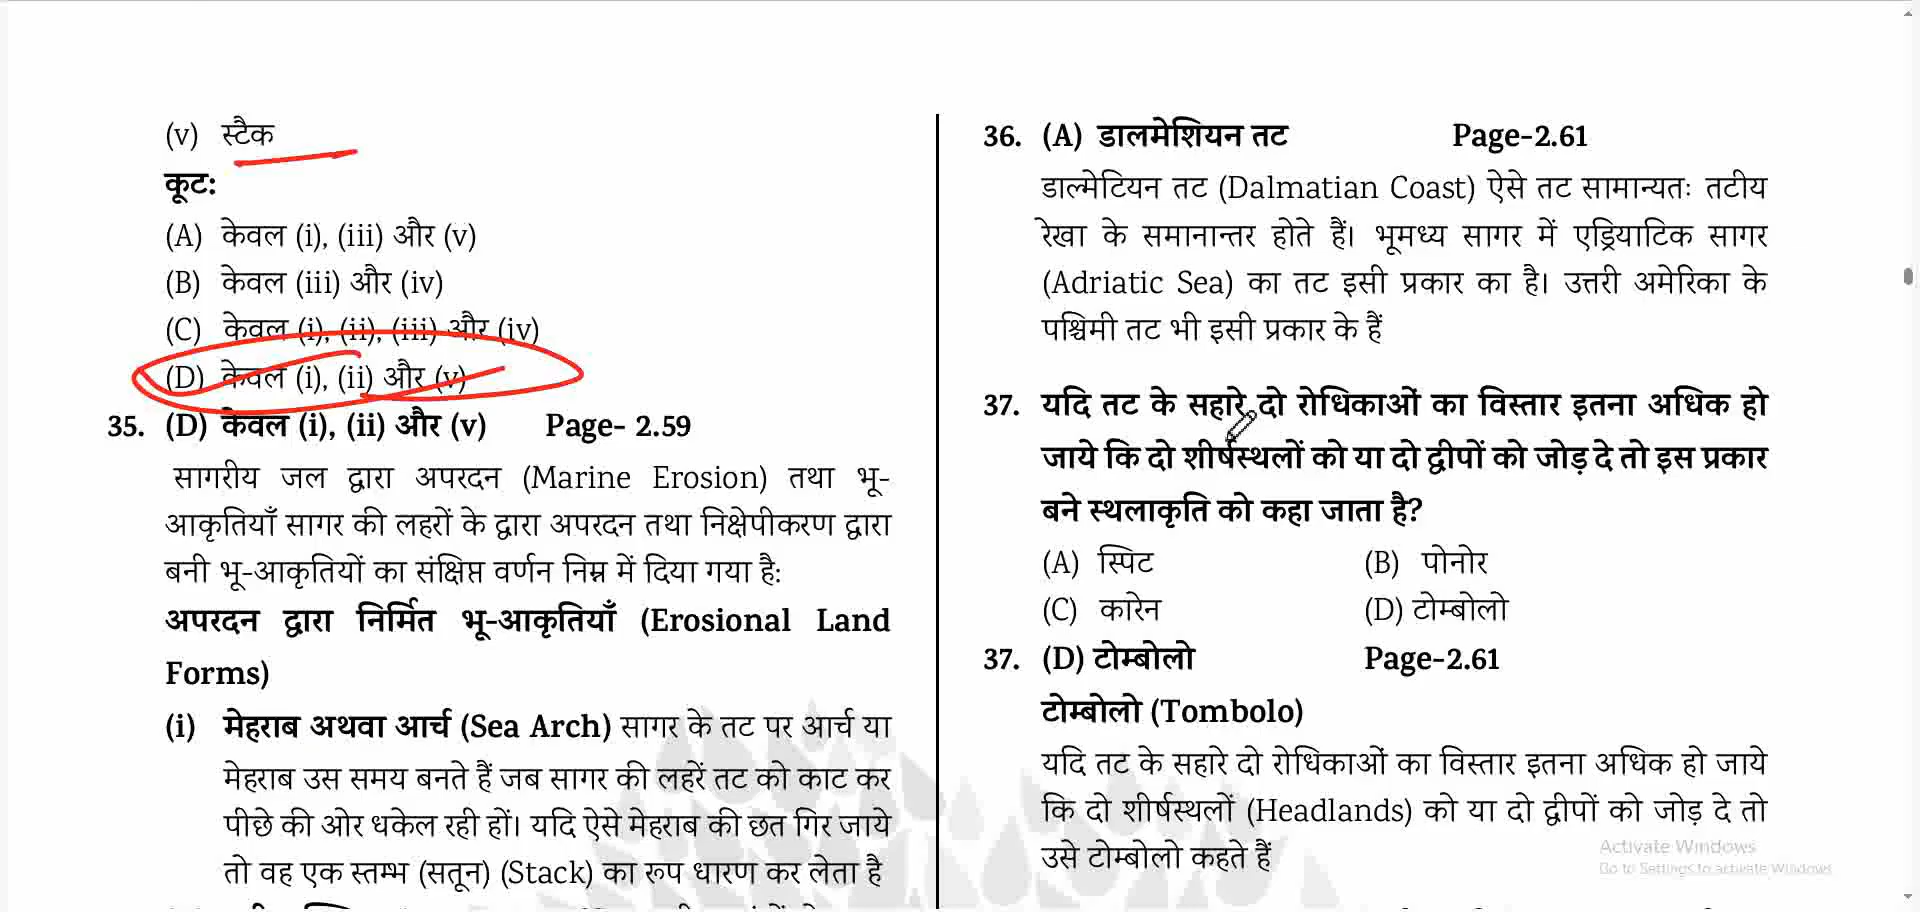 (v) स्टैक
कूट:
(A) केवल (i), (iii) और (v)
(B) केवल (iii) और (iv)
(C) केवल (i), (ii), (iii) और (iv)
(D) केवल (i), (ii) और (v)
35. (D) केवल (i), (ii) और (v) Page- 2.59
सागरीय जल द्वारा अपरदन (Marine Erosion) तथा भू-
आकृतियाँ सागर की लहरों के द्वारा अपरदन तथा निक्षेपीकरण द्वारा
बनी भू-आकृतियों का संक्षिप्त वर्णन निम्न में दिया गया है:
अपरदन द्वारा निर्मित भू-आकृतियाँ (Erosional Land
Forms)
(i) मेहराब अथवा आर्च (Sea Arch) सागर के तट पर आर्च या
मेहराब उस समय बनते हैं जब सागर की लहरें तट को काट कर
पीछे की ओर धकेल रही हों। यदि ऐसे मेहराब की छत गिर जाये
तो वह एक स्तम्भ (सतून) (Stack) का रूप धारण कर लेता है
36. (A) डालमेशियन तट Page-2.61
डाल्मेटियन तट (Dalmatian Coast) ऐसे तट सामान्यतः तटीय
रेखा के समानान्तर होते हैं। भूमध्य सागर में एड्रियाटिक सागर
(Adriatic Sea) का तट इसी प्रकार का है। उत्तरी अमेरिका के
पश्चिमी तट भी इसी प्रकार के हैं
37. यदि तट के सहारे दो रोधिकाओं का विस्तार इतना अधिक हो
जाये कि दो शीर्षस्थलों को या दो द्वीपों को जोड़ दे तो इस प्रकार
बने स्थलाकृति को कहा जाता है?
(A) स्पिट (B) पोनोर
(C) कारेन (D) टोम्बोलो
37. (D) टोम्बोलो Page-2.61
टोम्बोलो (Tombolo)
यदि तट के सहारे दो रोधिकाओं का विस्तार इतना अधिक हो जाये
कि दो शीर्षस्थलों (Headlands) को या दो द्वीपों को जोड़ दे तो
उसे टोम्बोलो कहते हैं
Activate Windows
Go to Settings to activate Windows.